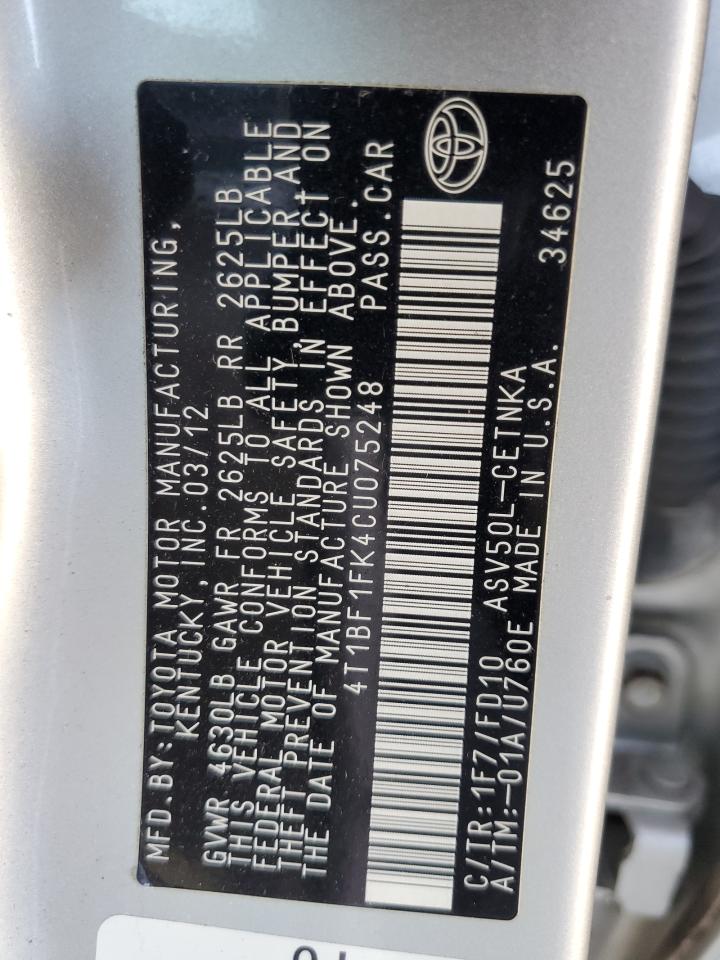 MFD.BY:TOYOTA MOTOR MANUFACTURING,
KENTUCKY, INC. 03/12
GVWR 4630LB GAWR FR 2625LB RR 2625LB
THIS VEHICLE CONFORMS TO ALL APPLICABLE
FEDERAL MOTOR VEHICLE SAFETY, BUMPER AND
THEFT PREVENTION STANDARDS IN EFFECT ON
THE DATE OF MANUFACTURE SHOWN ABOVE.
4T1BF1FK4CU075248 PASS.CAR
C/TR:1F7/FD10 ASV50L-CETNKA
A/TM:-01A/U760E MADE IN U.S.A. 34625